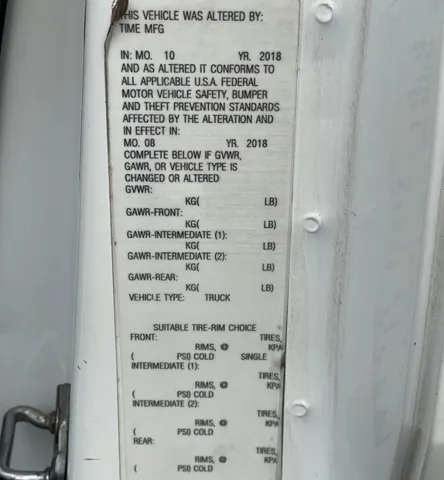 THIS VEHICLE WAS ALTERED BY:
TIME MFG
IN: MO. 10 YR. 2018
AND AS ALTERED IT CONFORMS TO
ALL APPLICABLE U.S.A. FEDERAL
MOTOR VEHICLE SAFETY, BUMPER
AND THEFT PREVENTION STANDARDS
AFFECTED BY THE ALTERATION AND
IN EFFECT IN:
MO. 08 YR. 2018
COMPLETE BELOW IF GVWR,
GAWR, OR VEHICLE TYPE IS
CHANGED OR ALTERED
GVWR:
KG( LB)
GAWR-FRONT:
KG( LB)
GAWR-INTERMEDIATE (1):
KG( LB)
GAWR-INTERMEDIATE (2):
KG( LB)
GAWR-REAR:
KG( LB)
VEHICLE TYPE: TRUCK
SUITABLE TIRE-RIM CHOICE
FRONT: TIRES,
RIMS, @ KPA
( PSI) COLD SINGLE
INTERMEDIATE (1):
TIRES,
RIMS, @ KPA
( PSI) COLD
INTERMEDIATE (2):
TIRES,
RIMS, @ KPA
( PSI) COLD
REAR:
TIRES,
RIMS, @ KPA
( PSI) COLD